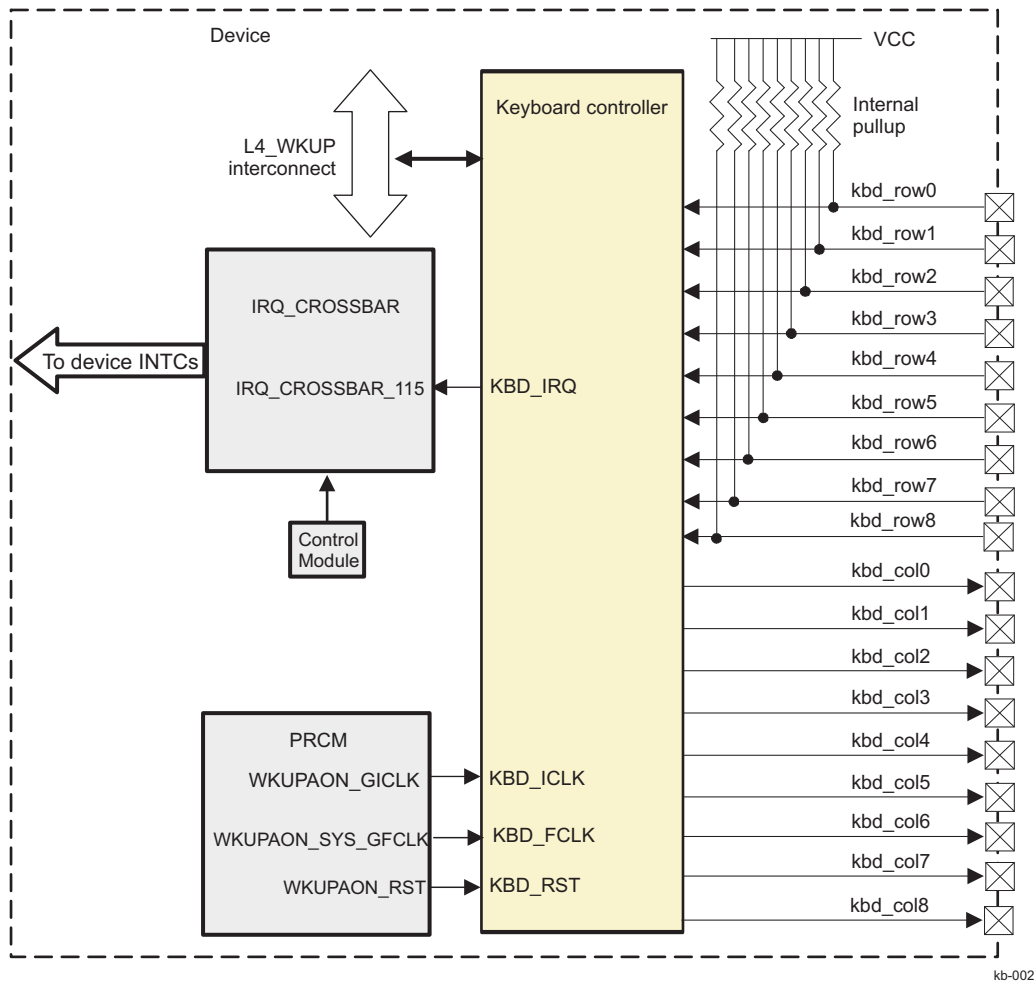 Device
VCC
Keyboard controller
Internal
pullup
L4_WKUP
interconnect
kbd_row0
kbd_row1
kbd_row2
kbd_row3
kbd_row4
kbd_row5
kbd_row6
kbd_row7
kbd_row8
IRQ_CROSSBAR
To device INTCs
IRQ_CROSSBAR_115
KBD_IRQ
Control
Module
kbd_col0
kbd_col1
kbd_col2
kbd_col3
kbd_col4
kbd_col5
kbd_col6
kbd_col7
kbd_col8
PRCM
WKUPAON_GICLK
KBD_ICLK
WKUPAON_SYS_GFCLK
KBD_FCLK
WKUPAON_RST
KBD_RST
kb-002